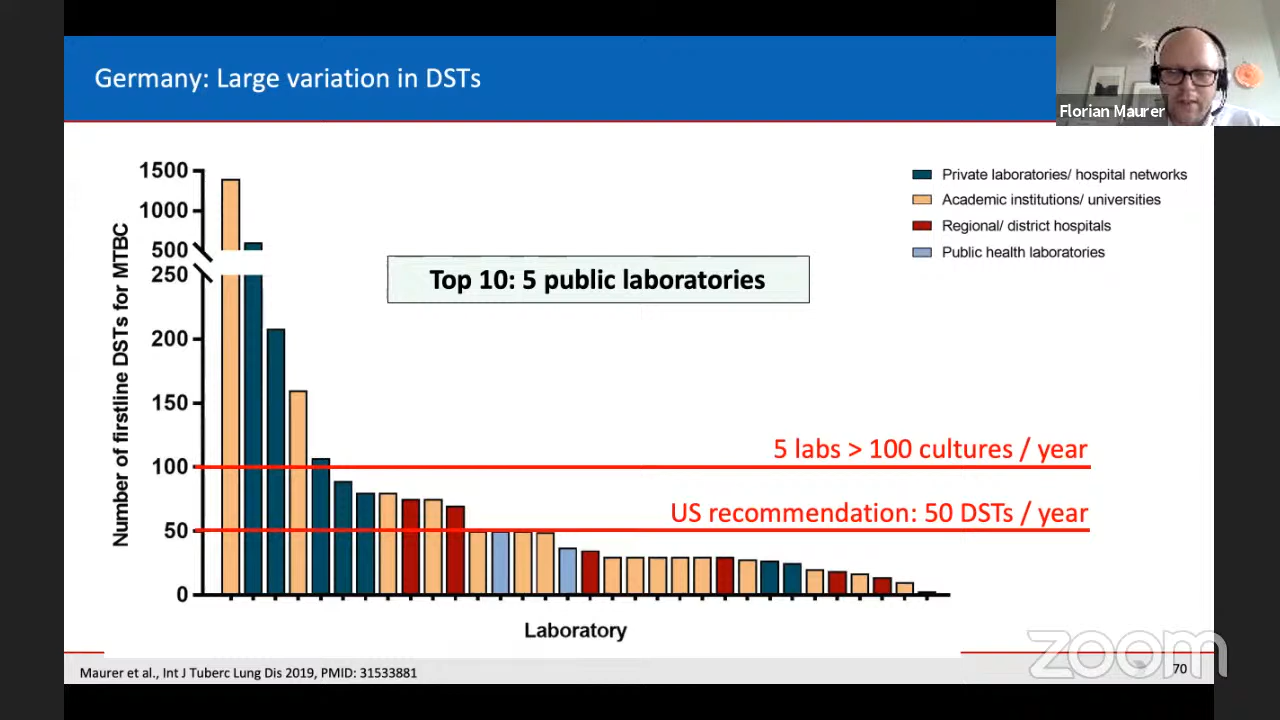 Germany: Large variation in DSTs
Florian Maurer
1500
1000
500
250
200
150
100
50
0
Number of firstline DSTs for MTBC
Private laboratories/ hospital networks
Academic institutions/ universities
Regional/ district hospitals
Public health laboratories
Top 10: 5 public laboratories
5 labs > 100 cultures / year
US recommendation: 50 DSTs / year
Laboratory
Maurer et al., Int J Tuberc Lung Dis 2019, PMID: 31533881
70
zoom